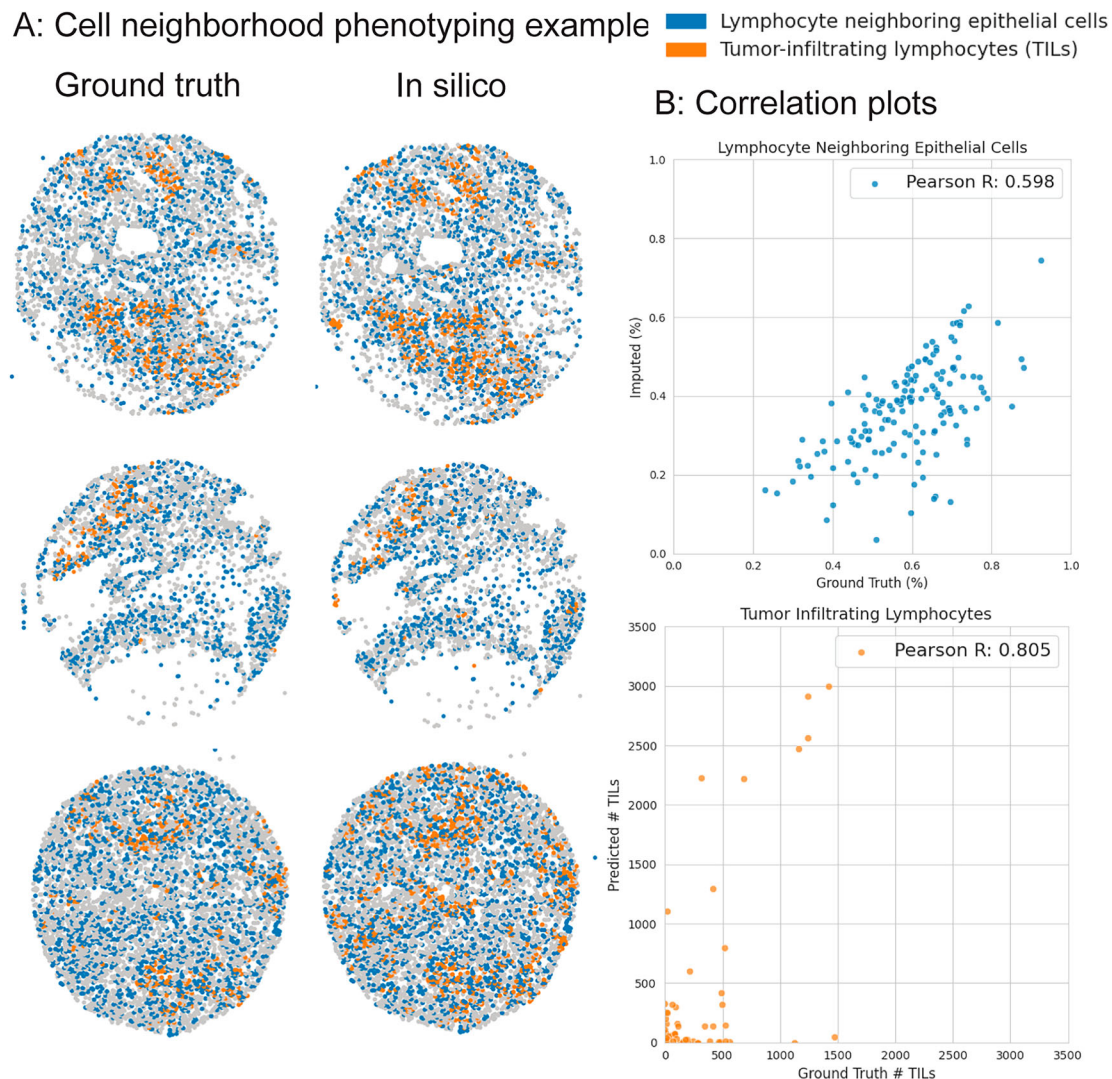 A: Cell neighborhood phenotyping example
Lymphocyte neighboring epithelial cells
Tumor-infiltrating lymphocytes (TILs)
Ground truth
In silico
B: Correlation plots
Lymphocyte Neighboring Epithelial Cells
Pearson R: 0.598
1.0
0.8
0.6
0.4
0.2
0.0
Imputed (%)
0.0 0.2 0.4 0.6 0.8 1.0
Ground Truth (%)
Tumor Infiltrating Lymphocytes
Pearson R: 0.805
3500
3000
2500
2000
1500
1000
500
0
Predicted # TILs
0 500 1000 1500 2000 2500 3000 3500
Ground Truth # TILs